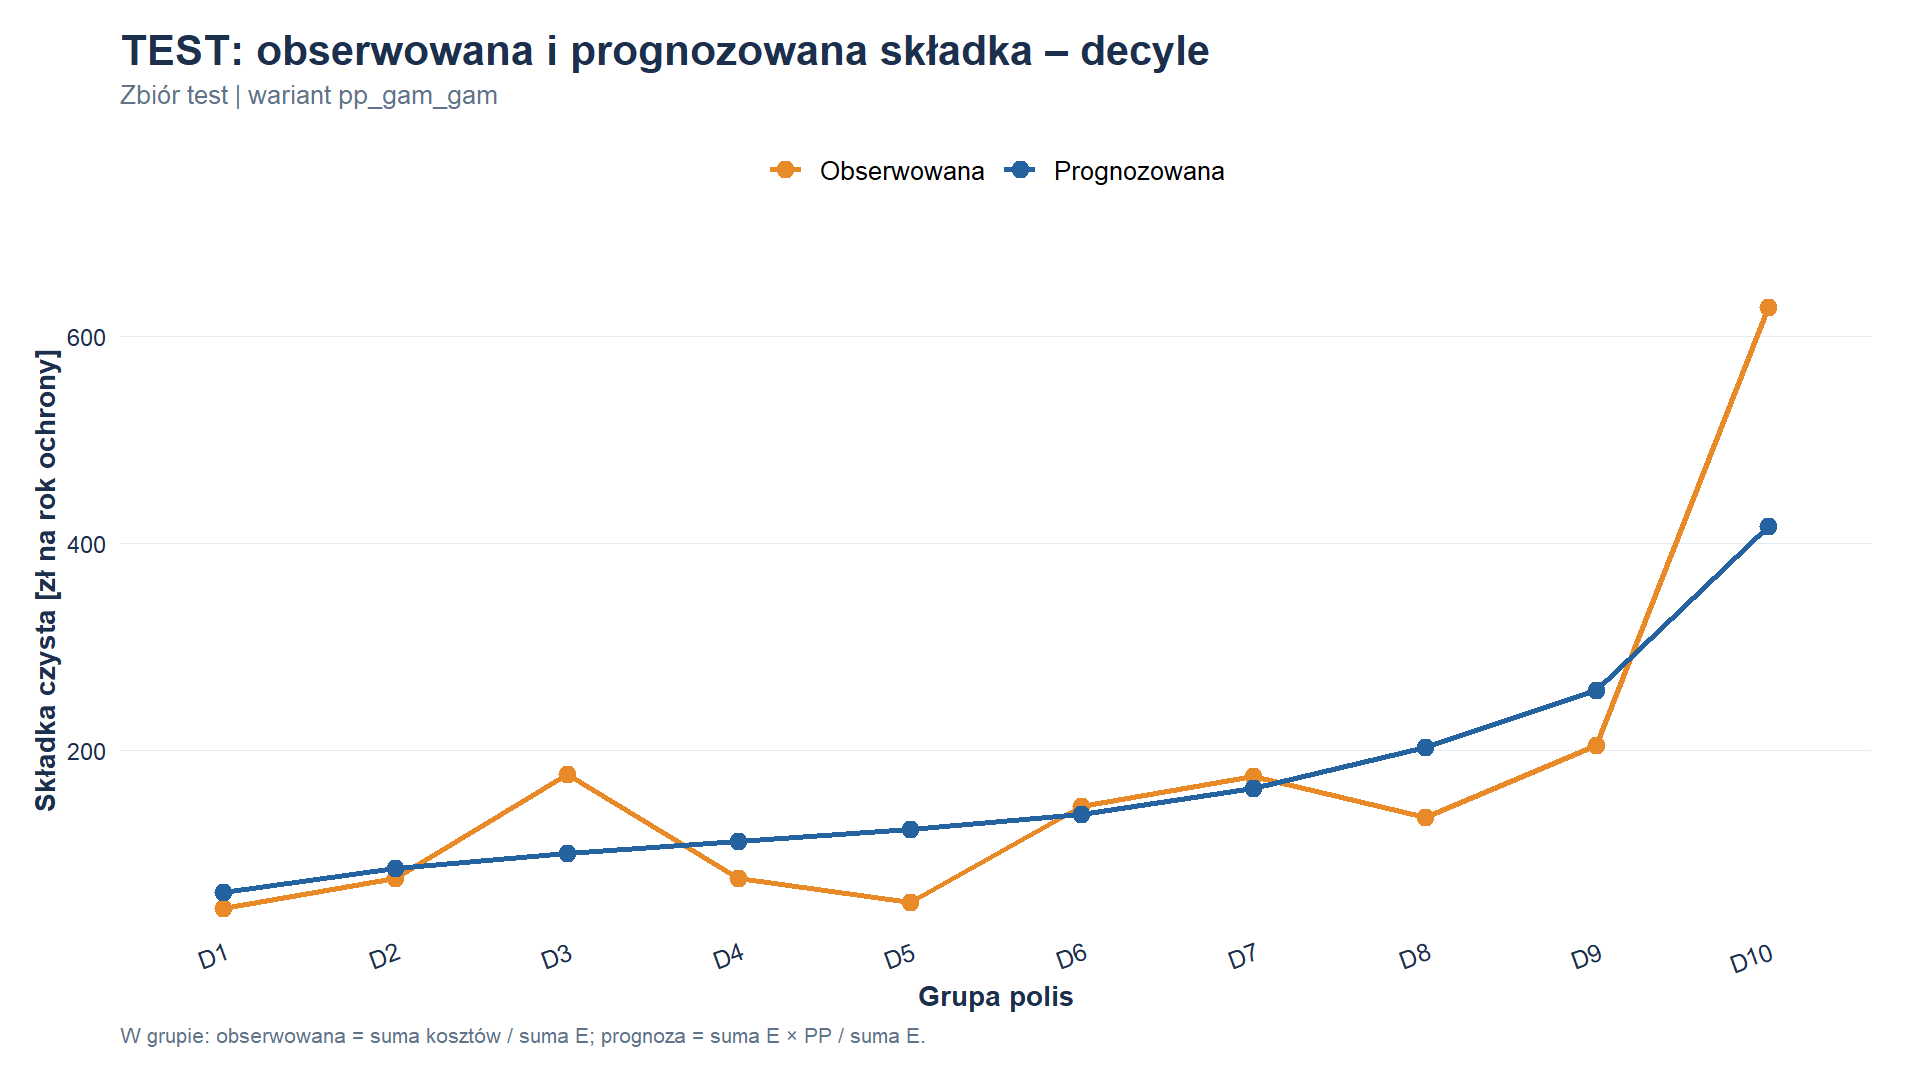 TEST: obserwowana i prognozowana składka – decyle
Zbiór test | wariant pp_gam_gam
Obserwowana
Prognozowana
Składka czysta [zł na rok ochrony]
600
400
200
D1
D2
D3
D4
D5
D6
D7
D8
D9
D10
Grupa polis
W grupie: obserwowana = suma kosztów / suma E; prognoza = suma E × PP / suma E.